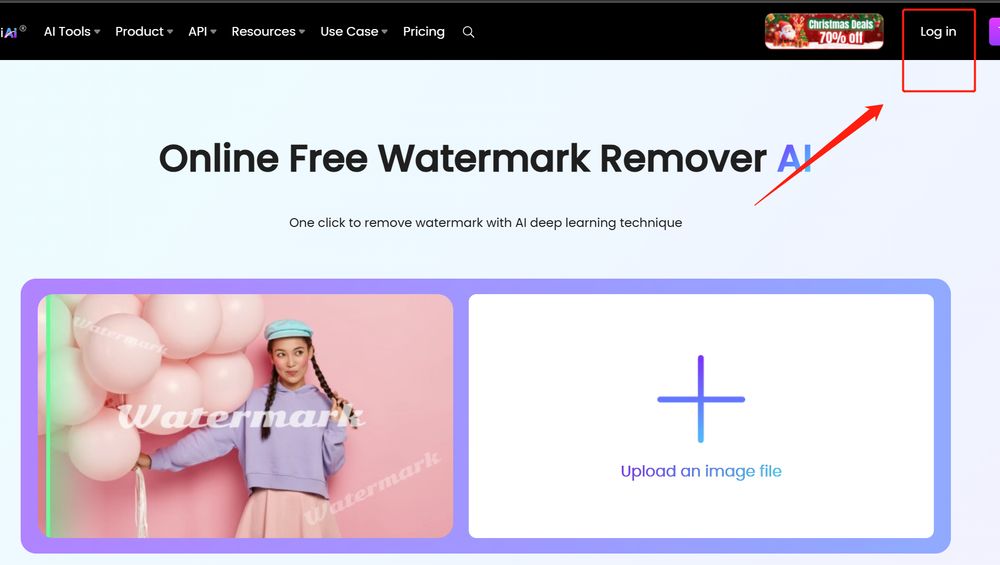 iAi®
AI Tools Product API Resources Use Case Pricing
Christmas Deals
70% off
Log in
Online Free Watermark Remover AI
One click to remove watermark with AI deep learning technique
Watermark
Watermark
Watermark
Upload an image file